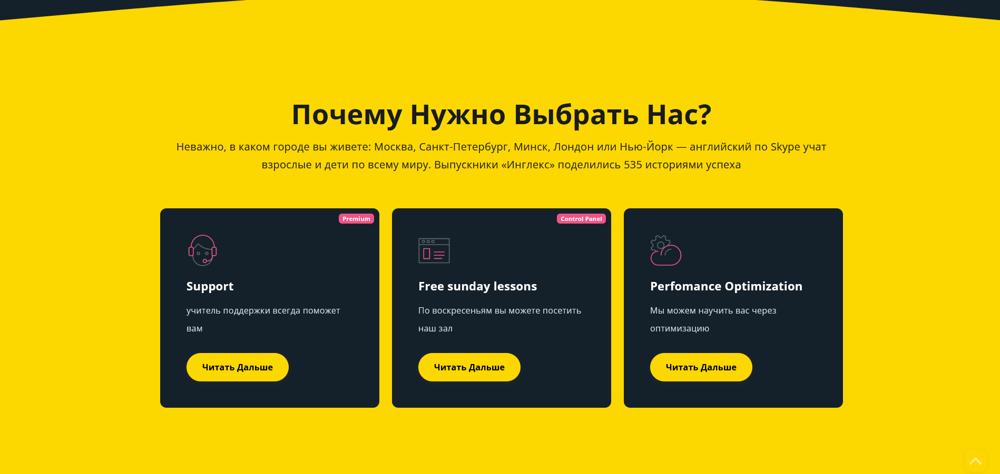 Почему Нужно Выбрать Нас?
Неважно, в каком городе вы живете: Москва, Санкт-Петербург, Минск, Лондон или Нью-Йорк — английский по Skype учат
взрослые и дети по всему миру. Выпускники «Инглекс» поделились 535 историями успеха
Premium
Support
учитель поддержки всегда поможет
вам
Читать Дальше
Control Panel
Free sunday lessons
По воскресеньям вы можете посетить
наш зал
Читать Дальше
Perfomance Optimization
Мы можем научить вас через
оптимизацию
Читать Дальше